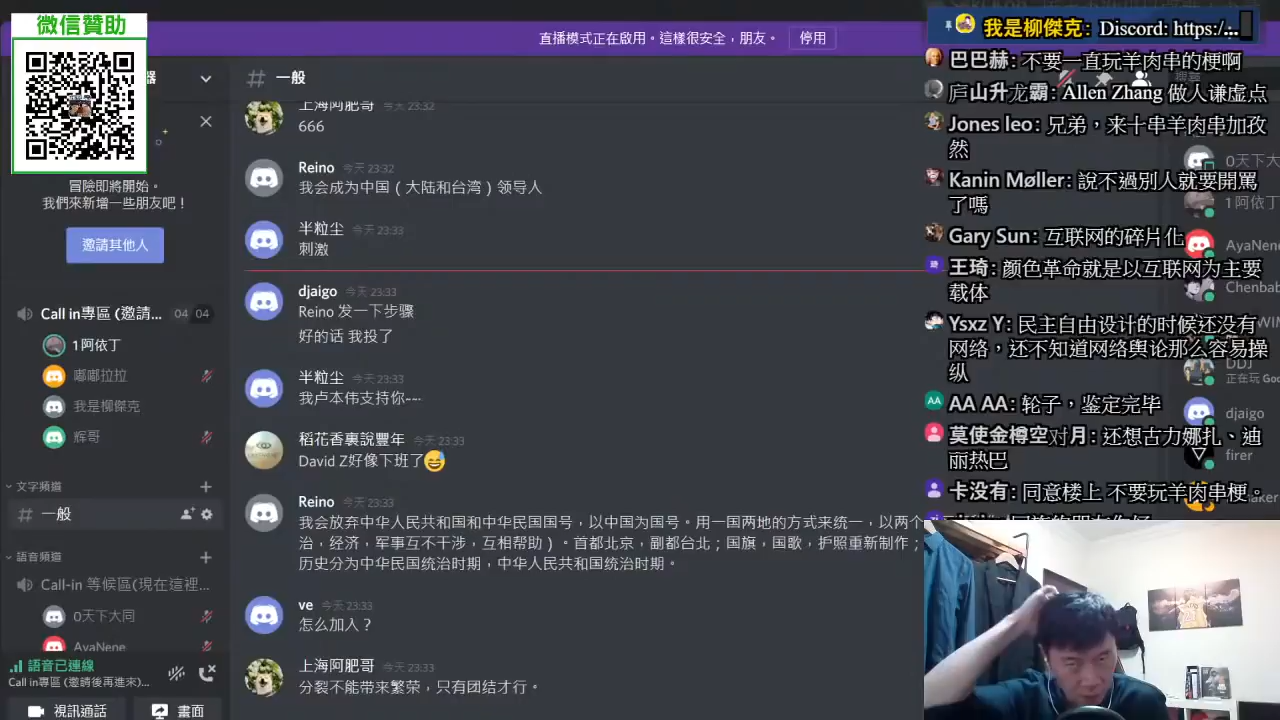 微信贊助
直播模式正在啟用。這樣很安全，朋友。
停用
器
一般
冒險即將開始。
我們來新增一些朋友吧！
邀請其他人
Call in專區 (邀請... 04 04
1阿依丁
嘟嘟拉拉
我是柳傑克
辉哥
文字頻道
一般
語音頻道
Call-in 等候區(現在這裡...
0天下大同
AyaNene
語音已連線
Call in專區 (邀請後再進來)...
視訊通話
畫面
上海阿肥哥 今天 23:32
666
Reino 今天 23:32
我会成为中国（大陆和台湾）领导人
半粒尘 今天 23:33
刺激
djaigo 今天 23:33
Reino 发一下步骤
好的话 我投了
半粒尘 今天 23:33
我卢本伟支持你---
稻花香裏說豐年 今天 23:33
David Z好像下班了😅
Reino 今天 23:33
我会放弃中华人民共和国和中华民国国号，以中国为国号。用一国两地的方式来统一，以两个
治，经济，军事互不干涉，互相帮助）。首都北京，副都台北；国旗，国歌，护照重新制作；
历史分为中华民国统治时期，中华人民共和国统治时期。
ve 今天 23:33
怎么加入？
上海阿肥哥 今天 23:33
分裂不能带来繁荣，只有团结才行。
我是柳傑克: Discord: https:/...
巴巴赫: 不要一直玩羊肉串的梗啊
庐山升龙霸: Allen Zhang 做人谦虚点
Jones leo: 兄弟，来十串羊肉串加孜
然
Kanin Møller: 說不過別人就要開罵
了嗎
Gary Sun: 互联网的碎片化
王琦: 颜色革命就是以互联网为主要
载体
Ysxz Y: 民主自由设计的时候还没有
网络，还不知道网络舆论那么容易操
纵
AA AA: 轮子，鉴定完毕
莫使金樽空对月: 还想古力娜扎、迪
丽热巴
卡没有: 同意楼上 不要玩羊肉串梗。
0天下大
1阿依丁
AyaNene
Chenbab
DDJ
正在玩 Goo
djaigo
firer